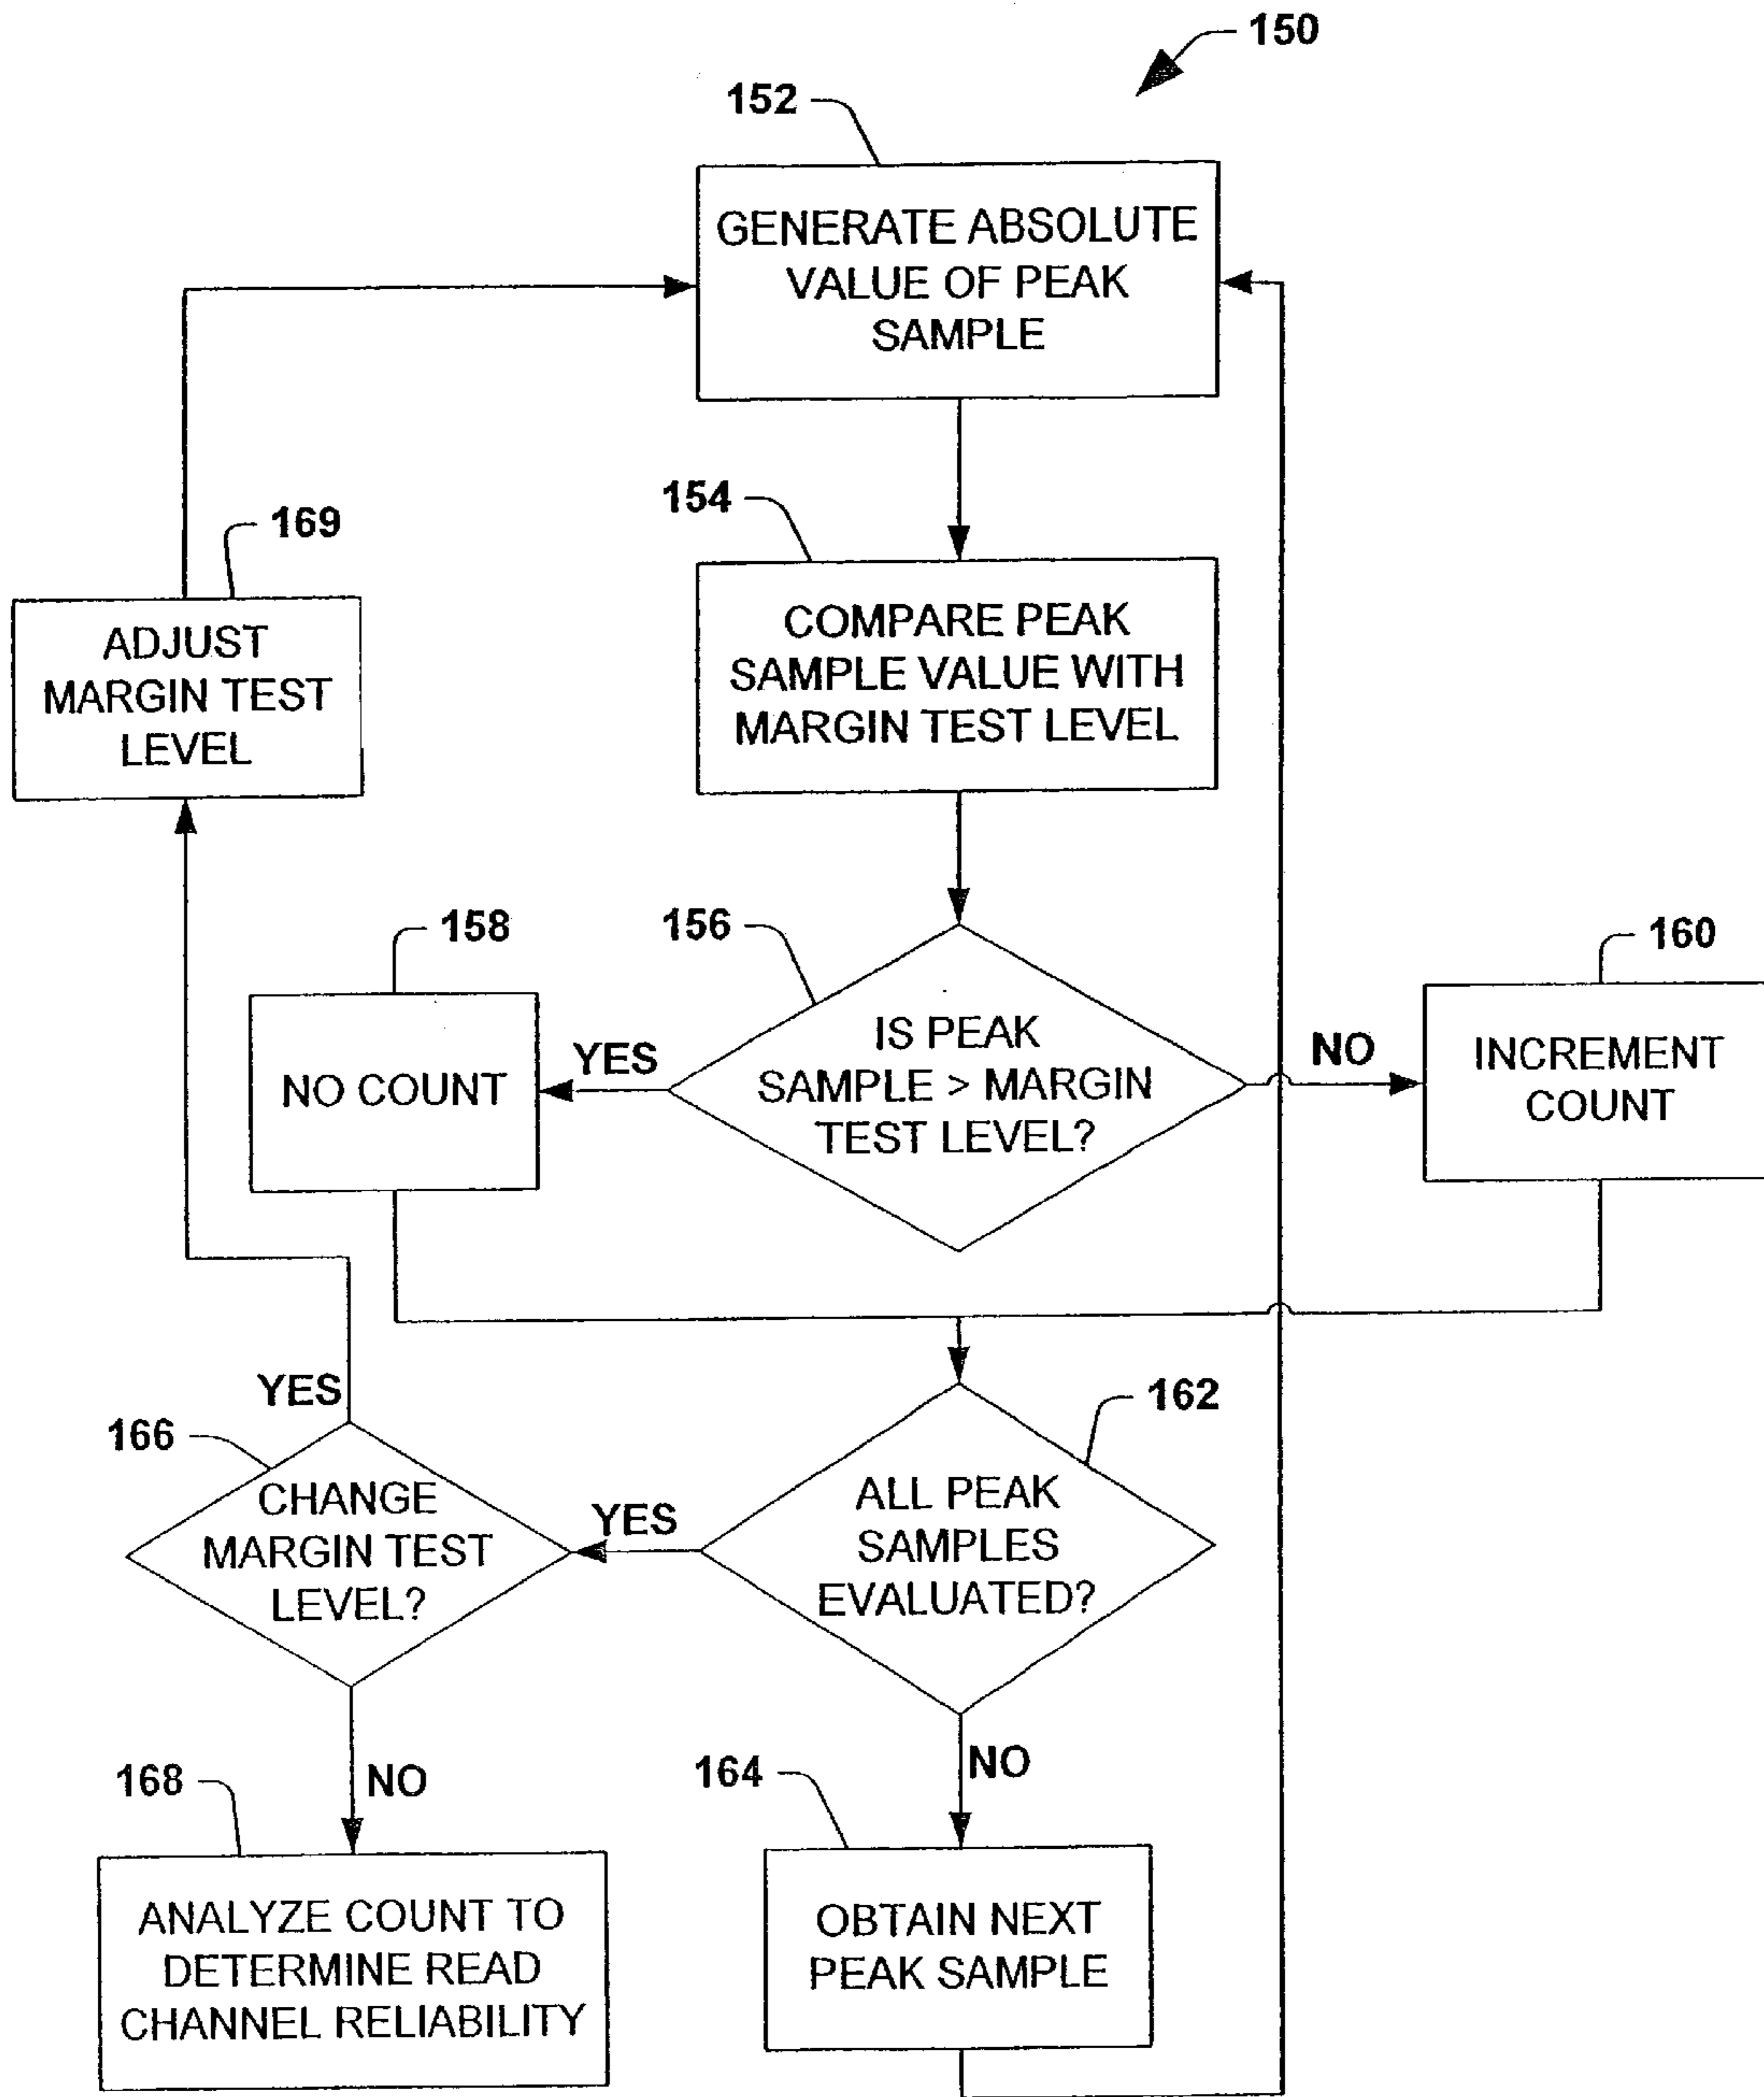 150
152
GENERATE ABSOLUTE
VALUE OF PEAK
SAMPLE
154
COMPARE PEAK
SAMPLE VALUE WITH
MARGIN TEST LEVEL
169
ADJUST
MARGIN TEST
LEVEL
156
IS PEAK
SAMPLE > MARGIN
TEST LEVEL?
YES
NO
158
NO COUNT
160
INCREMENT
COUNT
162
ALL PEAK
SAMPLES
EVALUATED?
YES
NO
166
CHANGE
MARGIN TEST
LEVEL?
YES
NO
168
ANALYZE COUNT TO
DETERMINE READ
CHANNEL RELIABILITY
164
OBTAIN NEXT
PEAK SAMPLE